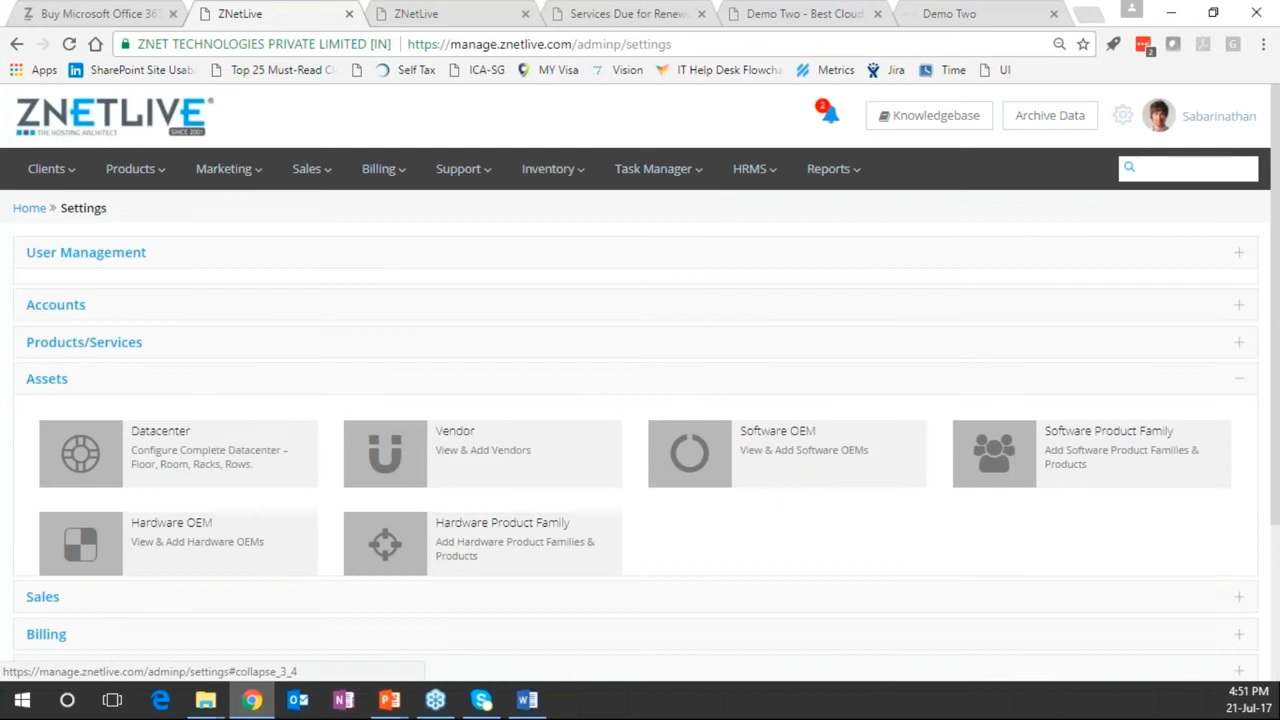 Buy Microsoft Office 365
ZNetLive
ZNetLive
Services Due for Renew
Demo Two - Best Cloud
Demo Two
ZNET TECHNOLOGIES PRIVATE LIMITED [IN] | https://manage.znetlive.com/adminp/settings
Apps
SharePoint Site Usab
Top 25 Must-Read C
Self Tax
ICA-SG
MY Visa
Vision
IT Help Desk Flowcha
Metrics
Jira
Time
UI
ZNETLIVE®
THE HOSTING ARCHITECT
SINCE 2001
2
Knowledgebase
Archive Data
Sabarinathan
Clients
Products
Marketing
Sales
Billing
Support
Inventory
Task Manager
HRMS
Reports
Home » Settings
User Management
Accounts
Products/Services
Assets
Datacenter
Configure Complete Datacenter –
Floor, Room, Racks, Rows.
Vendor
View & Add Vendors
Software OEM
View & Add Software OEMs
Software Product Family
Add Software Product Families &
Products
Hardware OEM
View & Add Hardware OEMs
Hardware Product Family
Add Hardware Product Families &
Products
Sales
Billing
https://manage.znetlive.com/adminp/settings#collapse_3_4
4:51 PM
21-Jul-17